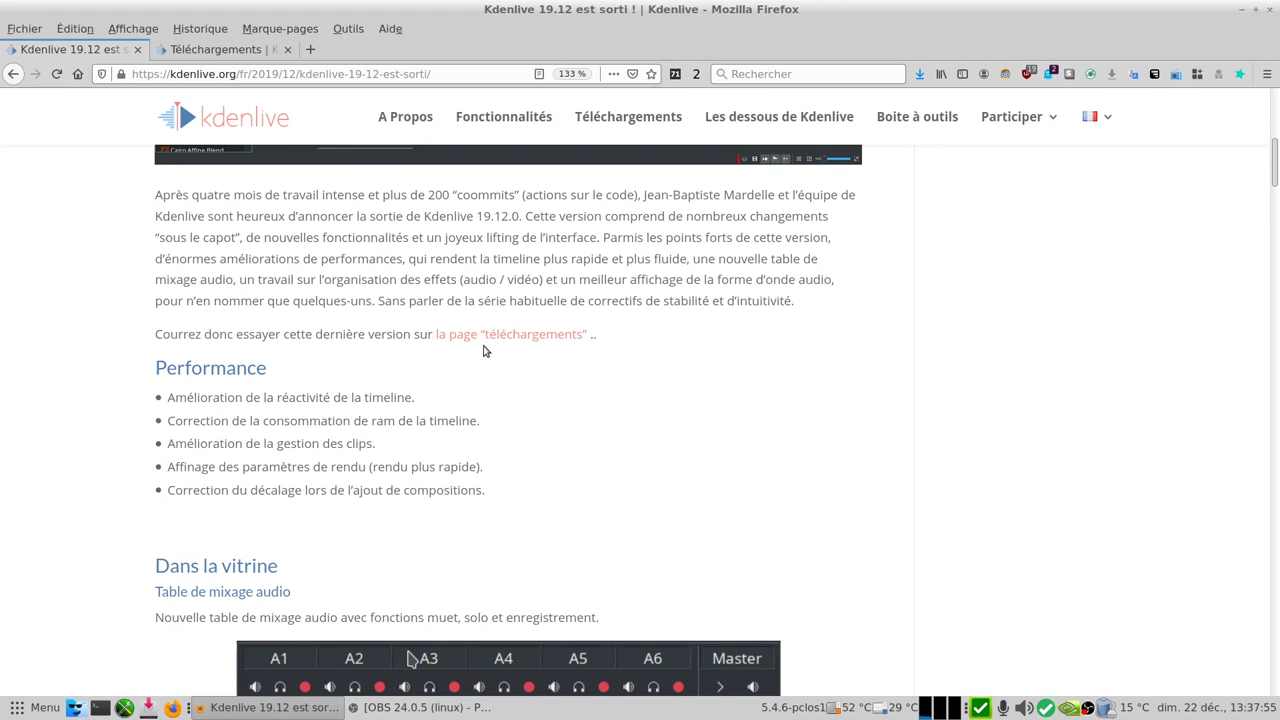 Kdenlive 19.12 est sorti ! | Kdenlive - Mozilla Firefox
Fichier Édition Affichage Historique Marque-pages Outils Aide
Kdenlive 19.12 est s
Téléchargements | K
https://kdenlive.org/fr/2019/12/kdenlive-19-12-est-sorti/
133 %
71
2
Rechercher
19
2
kdenlive
A Propos Fonctionnalités Téléchargements Les dessous de Kdenlive Boite à outils Participer
Cairo Affine Blend
Après quatre mois de travail intense et plus de 200 “coommits” (actions sur le code), Jean-Baptiste Mardelle et l’équipe de
Kdenlive sont heureux d’annoncer la sortie de Kdenlive 19.12.0. Cette version comprend de nombreux changements
“sous le capot”, de nouvelles fonctionnalités et un joyeux lifting de l’interface. Parmis les points forts de cette version,
d’énormes améliorations de performances, qui rendent la timeline plus rapide et plus fluide, une nouvelle table de
mixage audio, un travail sur l’organisation des effets (audio / vidéo) et un meilleur affichage de la forme d’onde audio,
pour n’en nommer que quelques-uns. Sans parler de la série habituelle de correctifs de stabilité et d’intuitivité.
Courrez donc essayer cette dernière version sur la page “téléchargements” ..
Performance
Amélioration de la réactivité de la timeline.
Correction de la consommation de ram de la timeline.
Amélioration de la gestion des clips.
Affinage des paramètres de rendu (rendu plus rapide).
Correction du décalage lors de l’ajout de compositions.
Dans la vitrine
Table de mixage audio
Nouvelle table de mixage audio avec fonctions muet, solo et enregistrement.
A1 A2 A3 A4 A5 A6 Master
Menu
Kdenlive 19.12 est sor...
[OBS 24.0.5 (linux) - P...
5.4.6-pclos1
52 °C
29 °C
15 °C
dim. 22 déc., 13:37:55